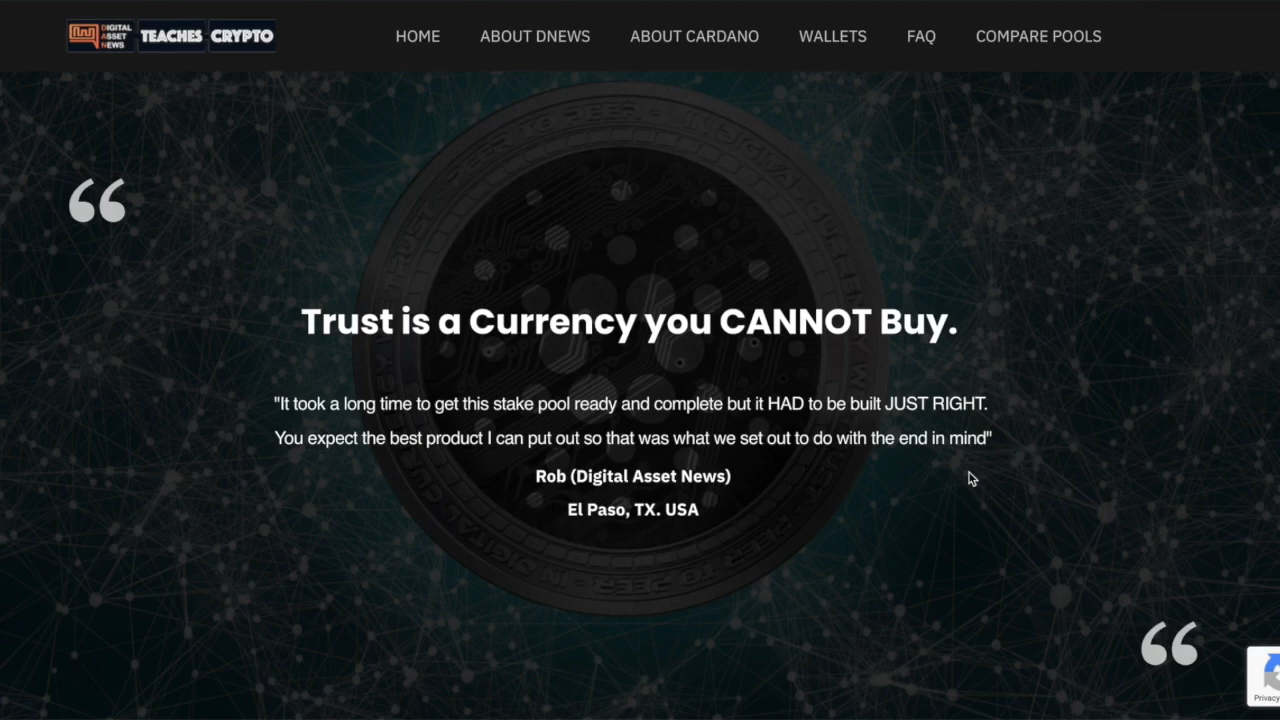 DIGITAL
ASSET
NEWS
TEACHES CRYPTO
HOME
ABOUT DNEWS
ABOUT CARDANO
WALLETS
FAQ
COMPARE POOLS
“
Trust is a Currency you CANNOT Buy.
"It took a long time to get this stake pool ready and complete but it HAD to be built JUST RIGHT.
You expect the best product I can put out so that was what we set out to do with the end in mind"
Rob (Digital Asset News)
El Paso, TX. USA
“
Privacy